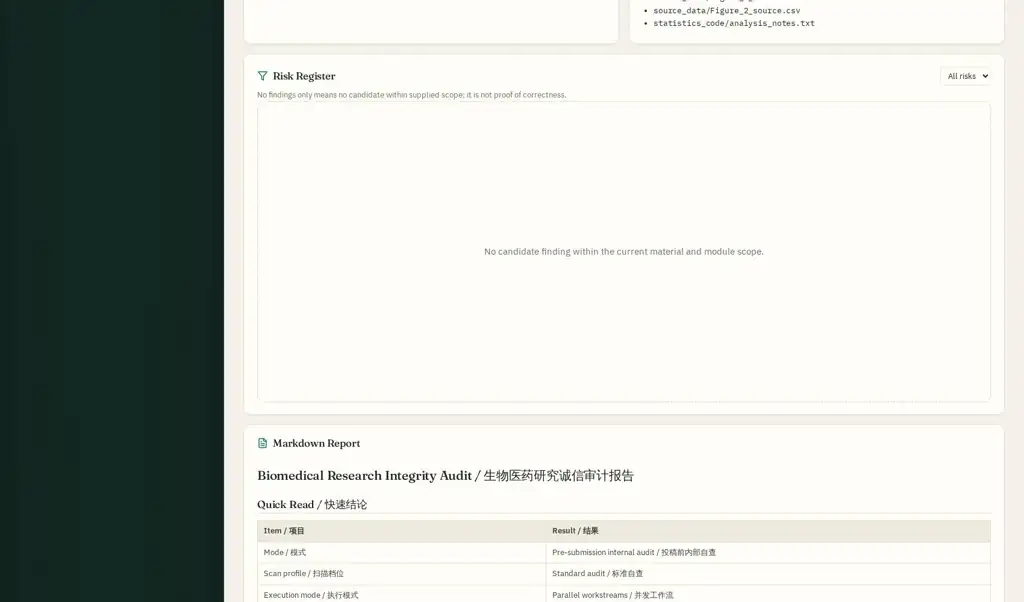 source_data/Figure_2_source.csv
statistics_code/analysis_notes.txt
Risk Register
All risks
No findings only means no candidate within supplied scope; it is not proof of correctness.
No candidate finding within the current material and module scope.
Markdown Report
Biomedical Research Integrity Audit / 生物医药研究诚信审计报告
Quick Read / 快速结论
Item / 项目 Result / 结果
Mode / 模式 Pre-submission internal audit / 投稿前内部自查
Scan profile / 扫描档位 Standard audit / 标准自查
Execution mode / 执行模式 Parallel workstreams / 并发工作流